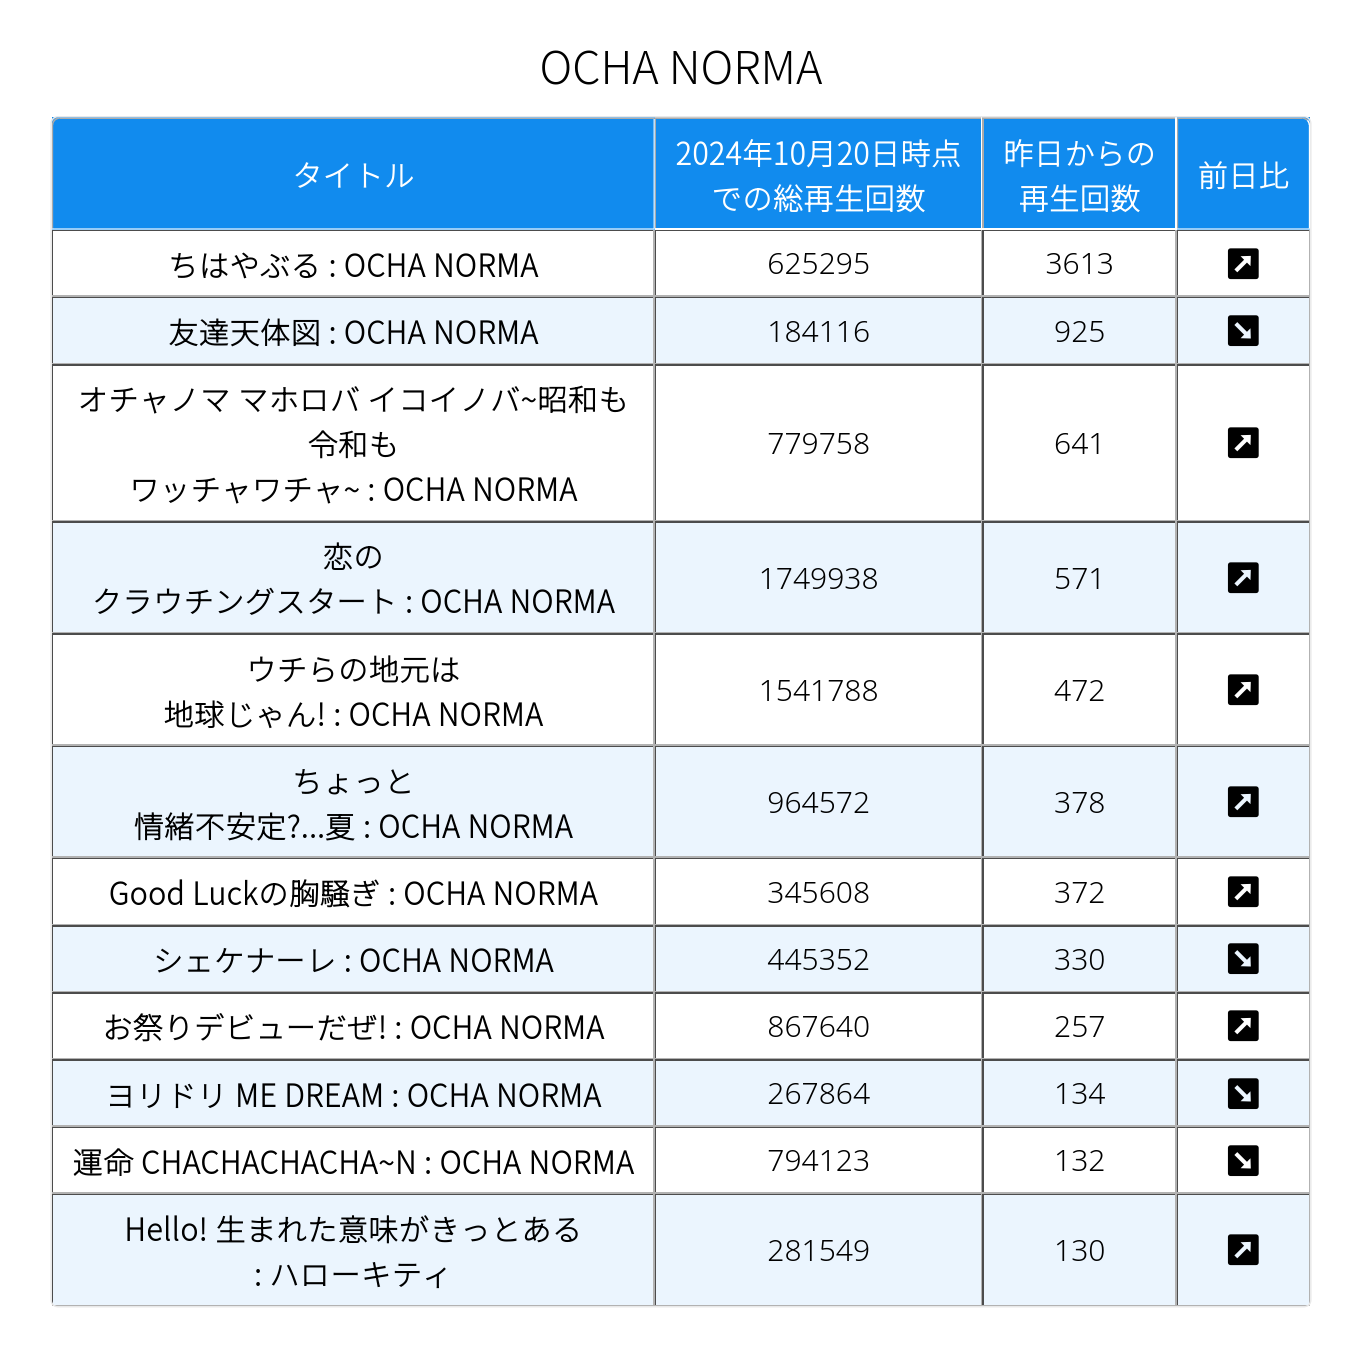 OCHA NORMA
タイトル
2024年10月20日時点
での総再生回数
昨日からの
再生回数
前日比
ちはやぶる : OCHA NORMA
625295
3613
友達天体図 : OCHA NORMA
184116
925
オチャノマ マホロバ イコイノバ~昭和も
令和も
ワッチャワチャ~ : OCHA NORMA
779758
641
恋の
クラウチングスタート : OCHA NORMA
1749938
571
ウチらの地元は
地球じゃん! : OCHA NORMA
1541788
472
ちょっと
情緒不安定?...夏 : OCHA NORMA
964572
378
Good Luckの胸騒ぎ : OCHA NORMA
345608
372
シェケナーレ : OCHA NORMA
445352
330
お祭りデビューだぜ! : OCHA NORMA
867640
257
ヨリドリ ME DREAM : OCHA NORMA
267864
134
運命 CHACHACHACHA~N : OCHA NORMA
794123
132
Hello! 生まれた意味がきっとある
: ハローキティ
281549
130